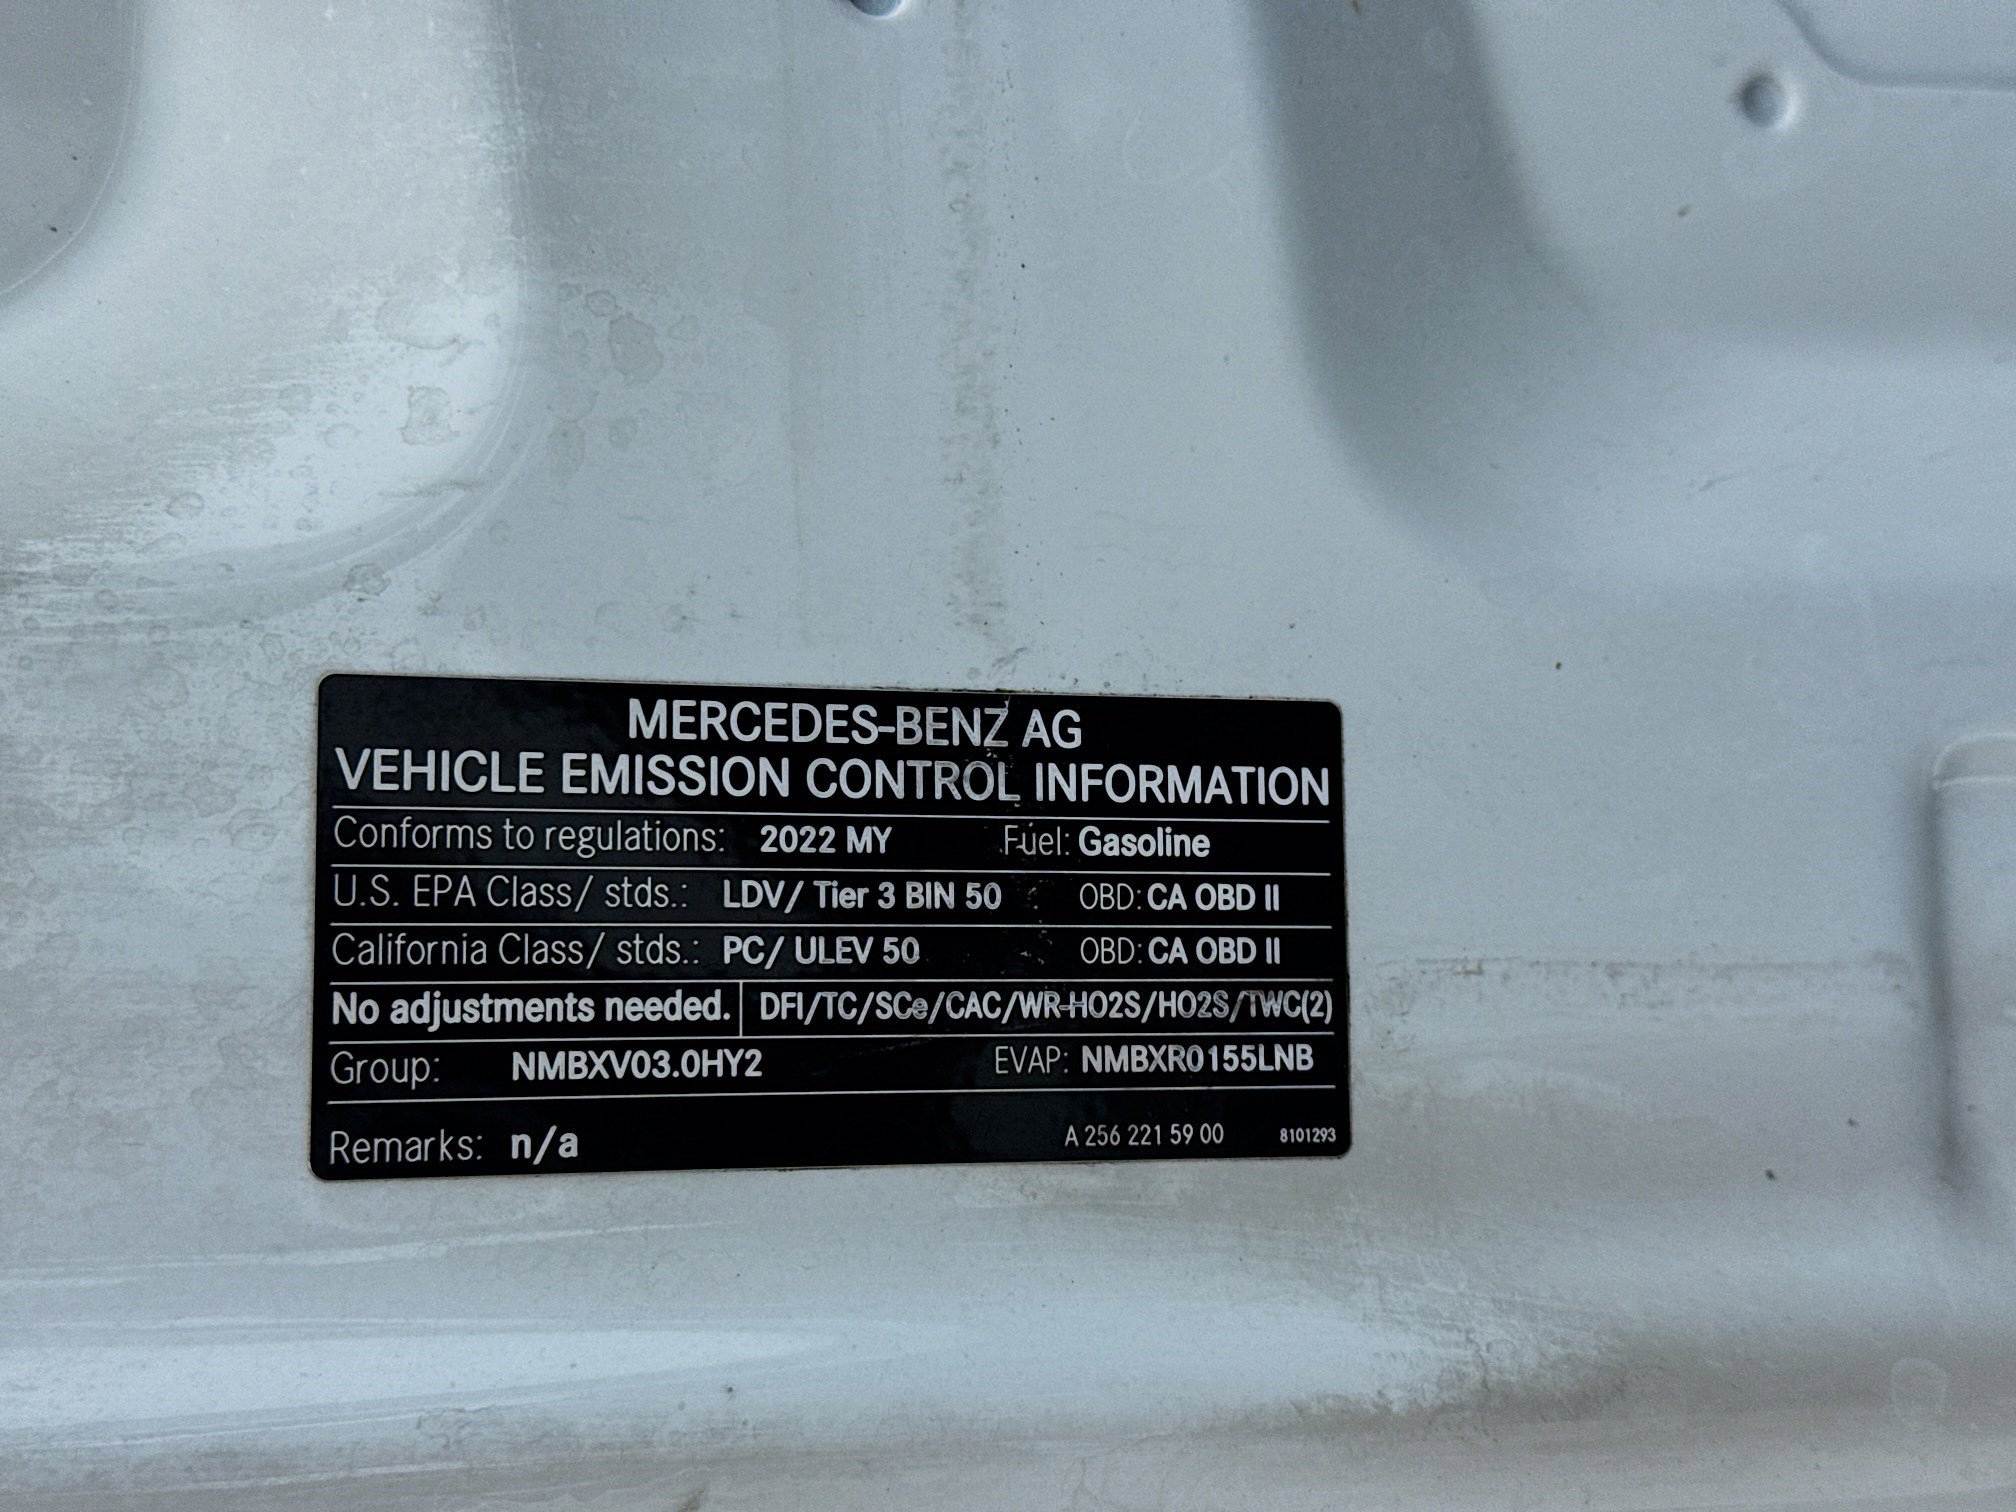 MERCEDES-BENZ AG
VEHICLE EMISSION CONTROL INFORMATION
Conforms to regulations: 2022 MY Fuel: Gasoline
U.S. EPA Class/ stds.: LDV/ Tier 3 BIN 50 OBD: CA OBD II
California Class/ stds.: PC/ ULEV 50 OBD: CA OBD II
No adjustments needed. DFI/TC/SCe/CAC/WR-HO2S/HO2S/TWC(2)
Group: NMBXV03.0HY2 EVAP: NMBXR0155LNB
Remarks: n/a A 256 221 59 00 8101293